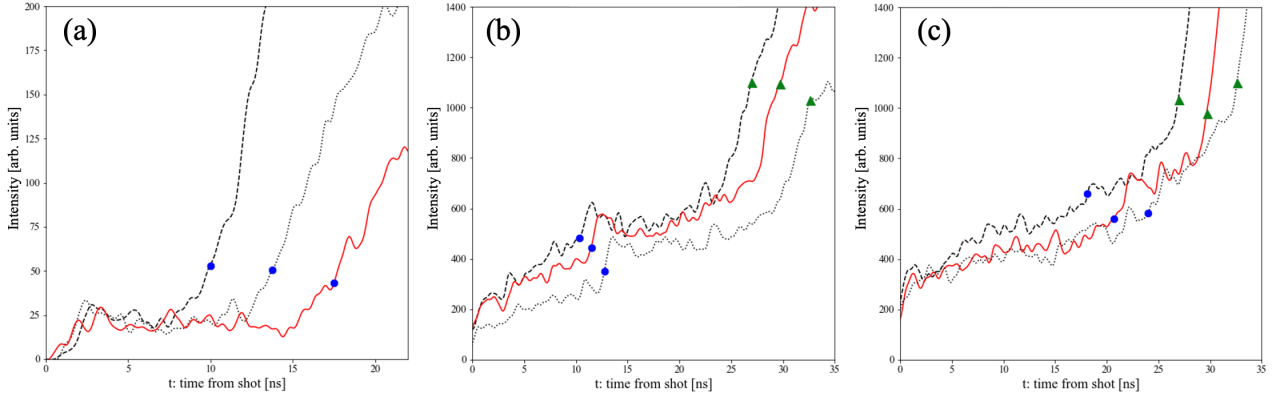 (a)
200
175
150
125
100
75
50
25
0
Intensity [arb. units]
0 5 10 15 20
t: time from shot [ns]
(b)
1400
1200
1000
800
600
400
200
0
Intensity [arb. units]
0 5 10 15 20 25 30 35
t: time from shot [ns]
(c)
1400
1200
1000
800
600
400
200
0
Intensity [arb. units]
0 5 10 15 20 25 30 35
t: time from shot [ns]